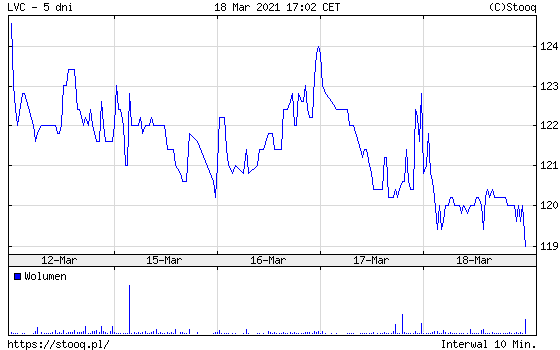 LVC - 5 dni 18 Mar 2021 17:02 CET (C)Stooq
124
123
122
121
120
119
12-Mar 15-Mar 16-Mar 17-Mar 18-Mar
Wolumen
https://stooq.pl/ Interwal 10 Min.